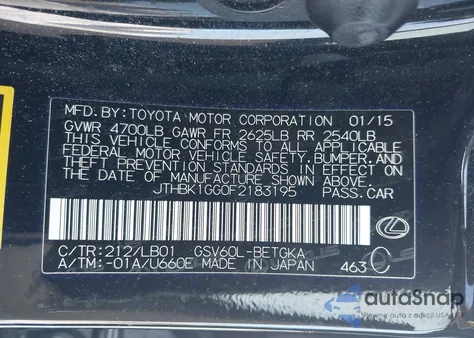 MFD.BY:TOYOTA MOTOR CORPORATION 01/15
GVWR 4700LB GAWR FR 2625LB RR 2540LB
THIS VEHICLE CONFORMS TO ALL APPLICABLE
FEDERAL MOTOR VEHICLE SAFETY,BUMPER,AND
THEFT PREVENTION STANDARDS IN EFFECT ON
THE DATE OF MANUFACTURE SHOWN ABOVE.
JTHBK1GG0F2183195 PASS.CAR
C/TR:212/LB01 GSV60L-BETGKA
A/TM:-01A/U660E MADE IN JAPAN 463 C
autoSnap